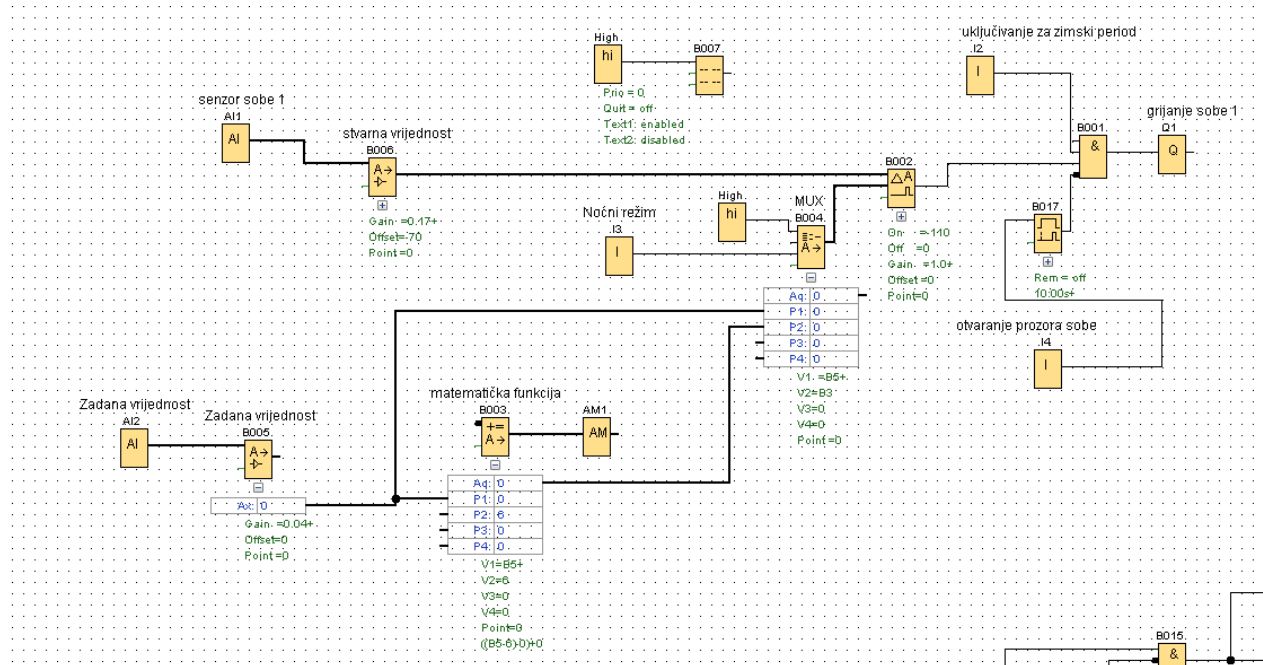 uključivanje za zimski period
I2
I
High
hi
B007
Prio = 0
Quit = off
Text1: enabled
Text2: disabled
senzor sobe 1
AI1
AI
stvarna vrijednost
B006
A→
Gain =0.17+
Offset=-70
Point=0
grijanje sobe 1
B001
&
Q1
Q
B002
△A
On =-110
Off =0
Gain =1.0+
Offset=0
Point=0
High
hi
MUX
B004
A→
Noćni režim
I3
I
B017
Rem = off
10:00s+
Aq: 0
P1: 0
P2: 0
P3: 0
P4: 0
V1 =B5+
V2=B3
V3=0
V4=0
Point=0
otvaranje prozora sobe
I4
I
Zadana vrijednost
AI2
AI
Zadana vrijednost
B005
A→
Ax: 0
Gain =0.04+
Offset=0
Point=0
matematička funkcija
B003
+=
A→
AM1
AM
Aq: 0
P1: 0
P2: 6
P3: 0
P4: 0
V1=B5+
V2=6
V3=0
V4=0
Point=0
((B5-6)-0)+0
B015
&